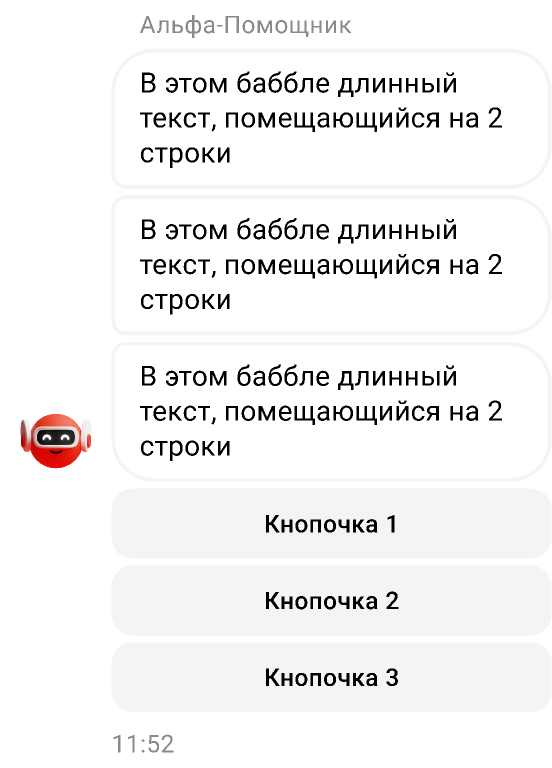 Альфа-Помощник
В этом баббле длинный
текст, помещающийся на 2
строки
В этом баббле длинный
текст, помещающийся на 2
строки
В этом баббле длинный
текст, помещающийся на 2
строки
Кнопочка 1
Кнопочка 2
Кнопочка 3
11:52